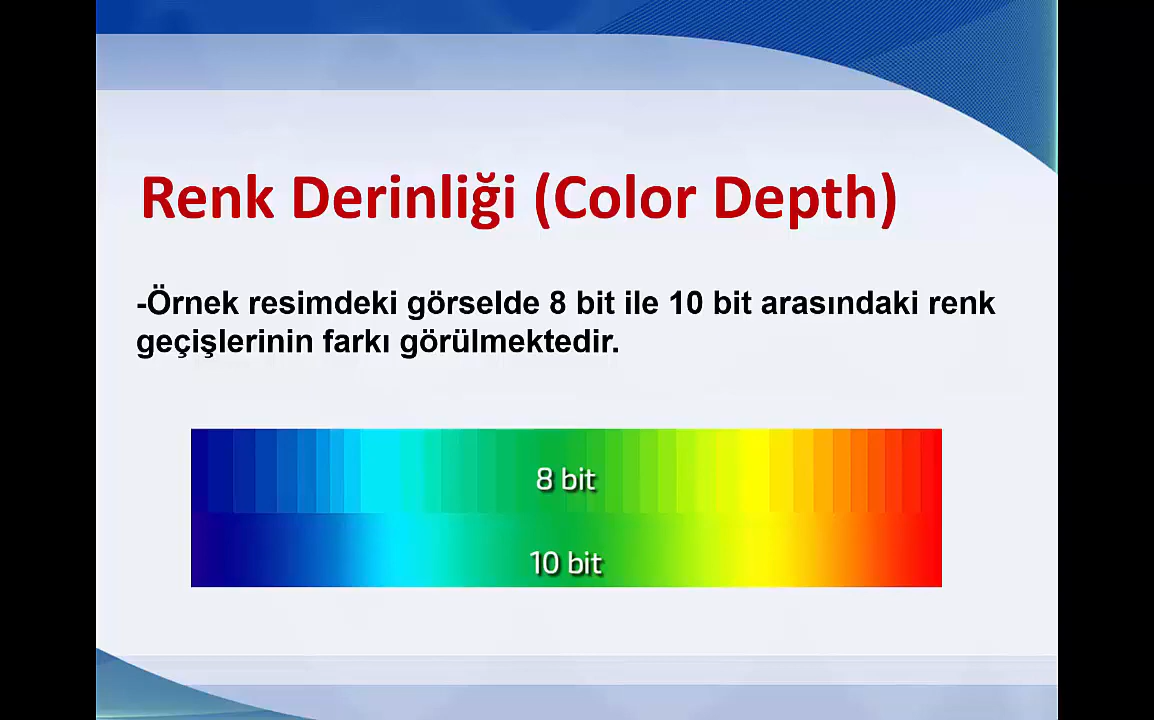 Renk Derinliği (Color Depth)
-Örnek resimdeki görselde 8 bit ile 10 bit arasındaki renk
geçişlerinin farkı görülmektedir.
8 bit
10 bit